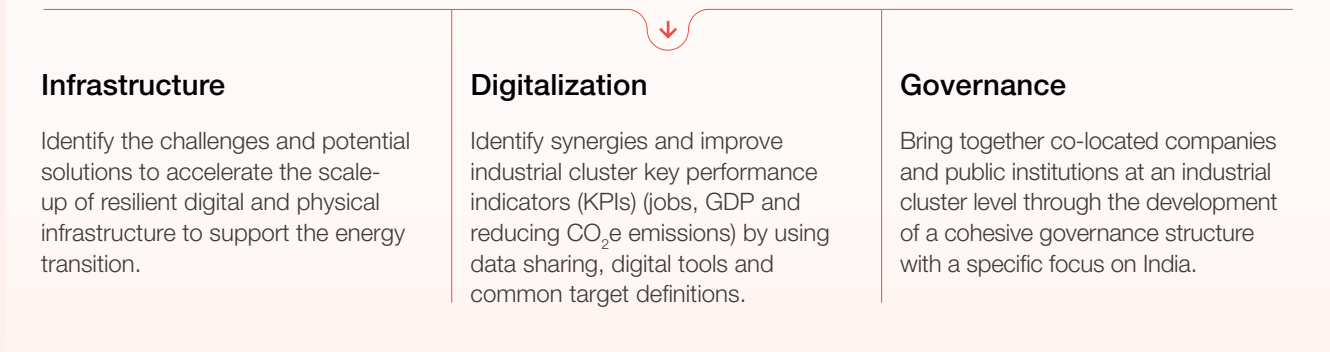 Infrastructure
Identify the challenges and potential
solutions to accelerate the scale-
up of resilient digital and physical
infrastructure to support the energy
transition.
Digitalization
Identify synergies and improve
industrial cluster key performance
indicators (KPIs) (jobs, GDP and
reducing CO₂e emissions) by using
data sharing, digital tools and
common target definitions.
Governance
Bring together co-located companies
and public institutions at an industrial
cluster level through the development
of a cohesive governance structure
with a specific focus on India.